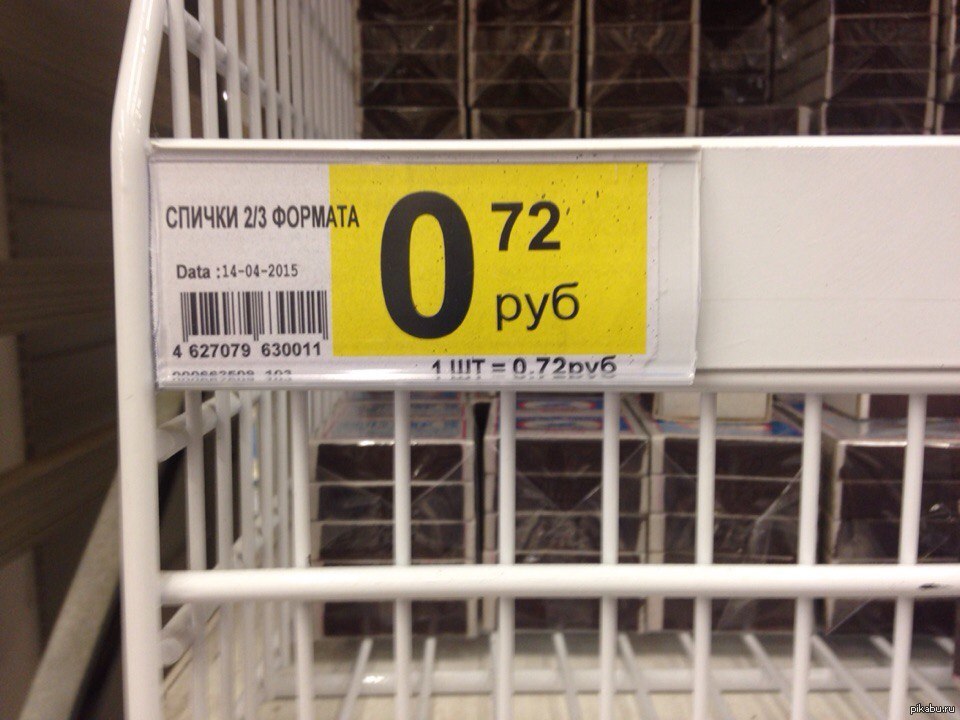 СПИЧКИ 2/3 ФОРМАТА
0 72
руб
Data :14-04-2015
4 627079 630011
1 ШТ = 0.72руб
pikabu.ru